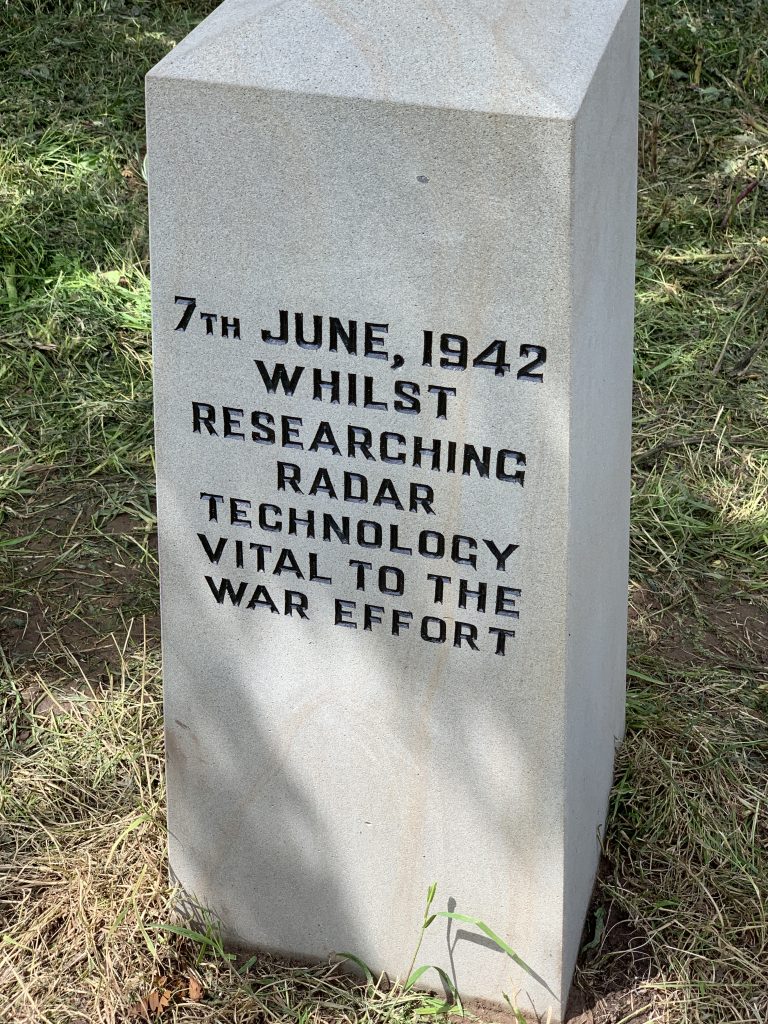 7TH JUNE, 1942
WHILST
RESEARCHING
RADAR
TECHNOLOGY
VITAL TO THE
WAR EFFORT